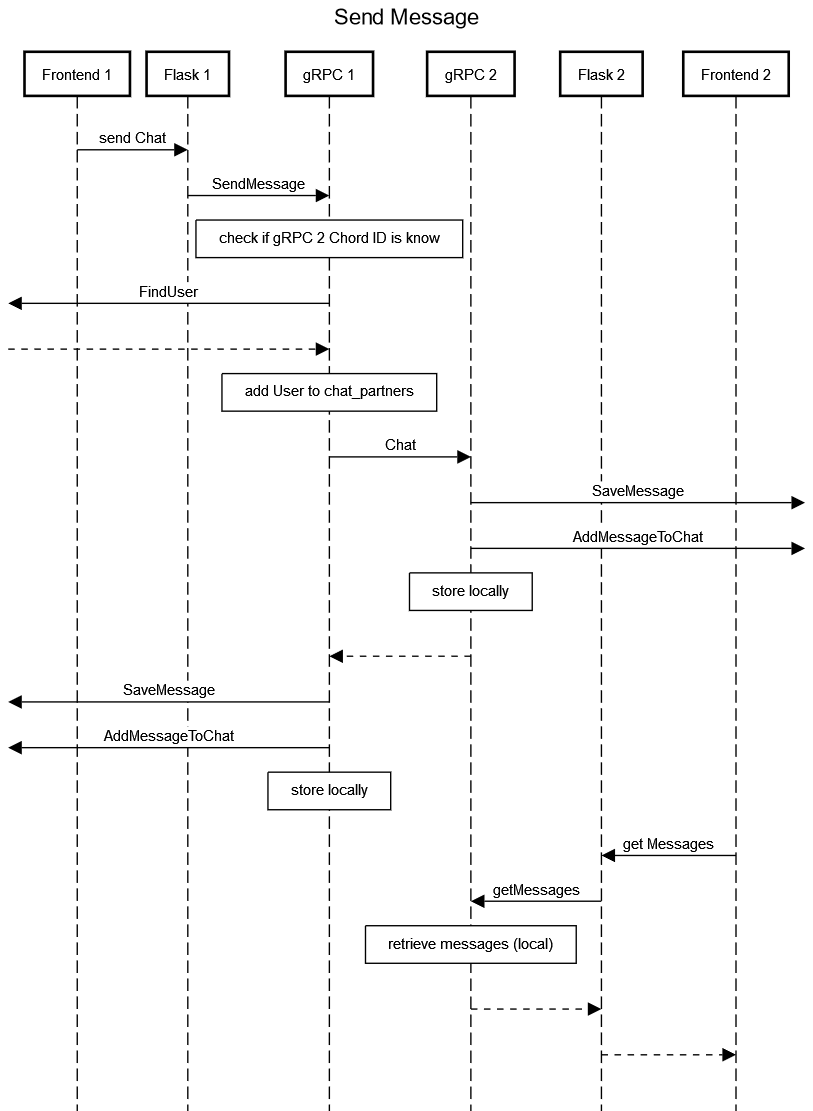 Send Message
Frontend 1
Flask 1
gRPC 1
gRPC 2
Flask 2
Frontend 2
send Chat
SendMessage
check if gRPC 2 Chord ID is know
FindUser
add User to chat_partners
Chat
SaveMessage
AddMessageToChat
store locally
SaveMessage
AddMessageToChat
store locally
get Messages
getMessages
retrieve messages (local)